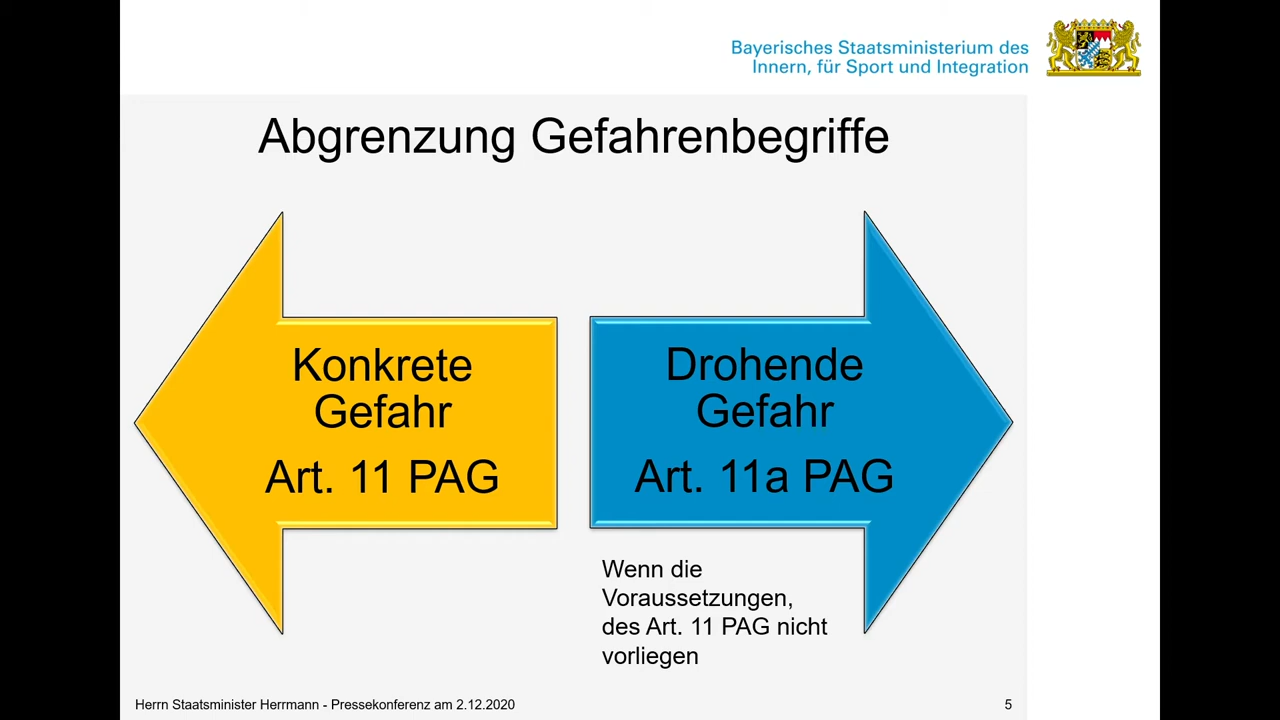 Bayerisches Staatsministerium des
Innern, für Sport und Integration
Abgrenzung Gefahrenbegriffe
Konkrete
Gefahr
Art. 11 PAG
Drohende
Gefahr
Art. 11a PAG
Wenn die
Voraussetzungen,
des Art. 11 PAG nicht
vorliegen
Herrn Staatsminister Herrmann - Pressekonferenz am 2.12.2020
5